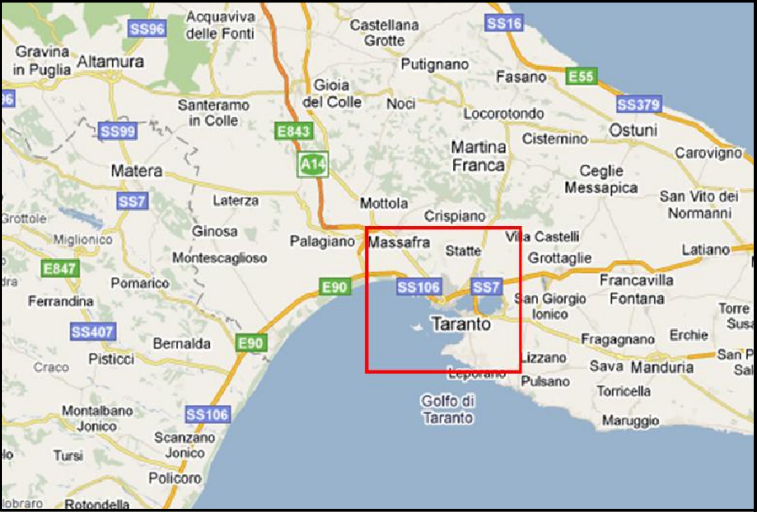 Acquaviva
delle Fonti
SS96
Castellana
Grotte
SS16
Gravina
in Puglia
Altamura
Putignano
Fasano
E55
Gioia
del Colle
Noci
SS379
Santeramo
in Colle
Locorotondo
SS99
E843
Cisternino
Ostuni
A14
Martina
Franca
Carovigno
Matera
Ceglie
Messapica
SS7
Laterza
Mottola
San Vito dei
Normanni
Grottole
Crispiano
Miglionico
Ginosa
Palagiano
Massafra
Statte
Villa Castelli
Latiano
Montescaglioso
Grottaglie
E847
Pomarico
E90
SS106
SS7
Francavilla
Fontana
Ferrandina
San Giorgio
Ionico
Torre
SS407
Taranto
Bernalda
E90
Fragagnano
Erchie
Pisticci
Lizzano
San P
Craco
Sava
Manduria
Leporano
Pulsano
Torricella
Golfo di
Taranto
Montalbano
Jonico
SS106
Maruggio
Scanzano
Jonico
Tursi
Policoro
Rotondella